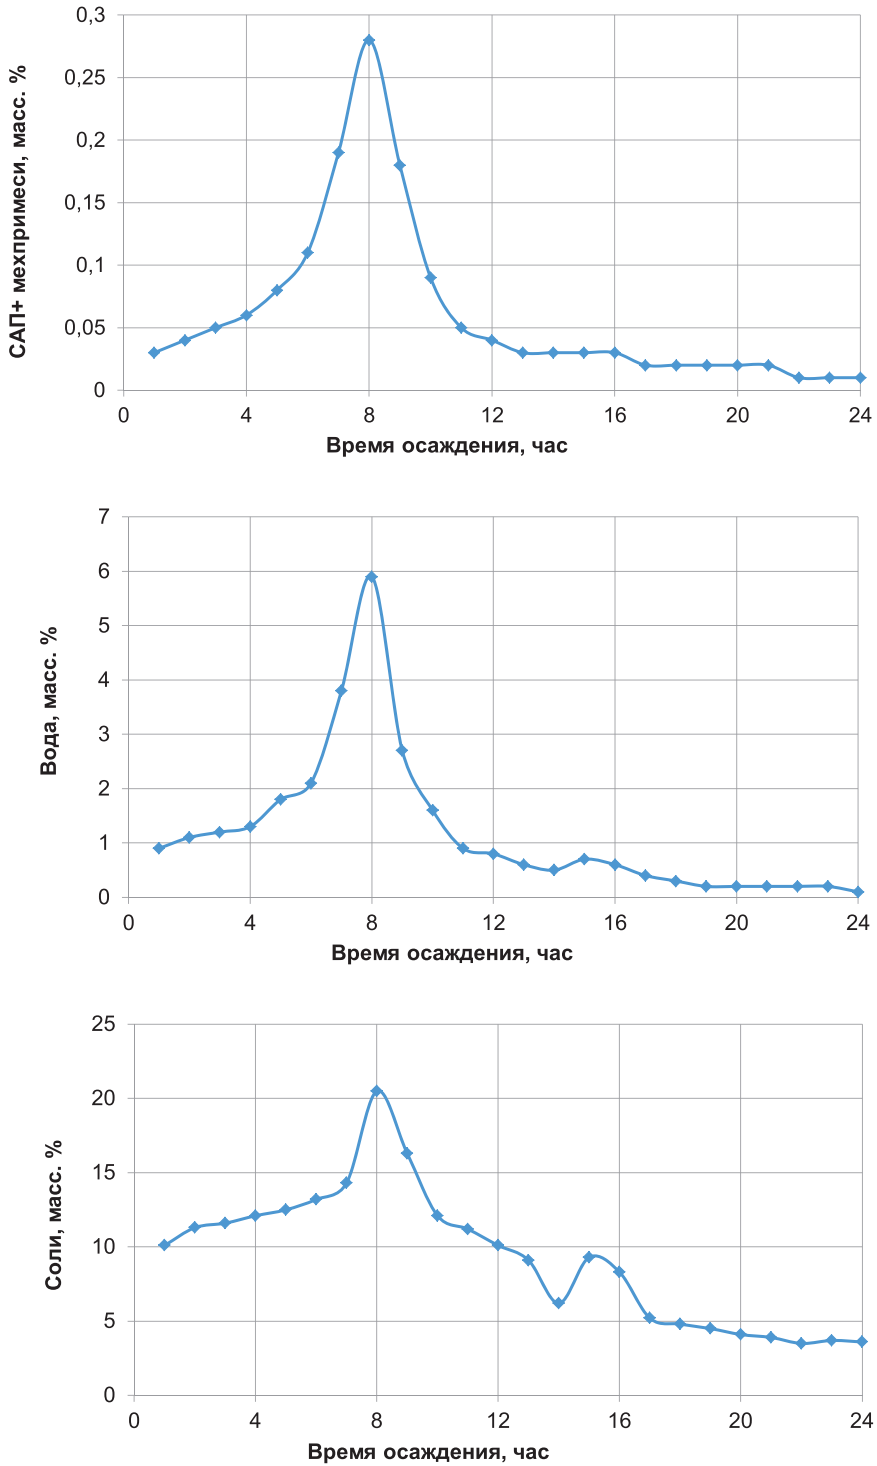 САП+ мехпримеси, масс. %
0,3
0,25
0,2
0,15
0,1
0,05
0
0 4 8 12 16 20 24
Время осаждения, час
Вода, масс. %
7
6
5
4
3
2
1
0
0 4 8 12 16 20 24
Время осаждения, час
Соли, масс. %
25
20
15
10
5
0
0 4 8 12 16 20 24
Время осаждения, час